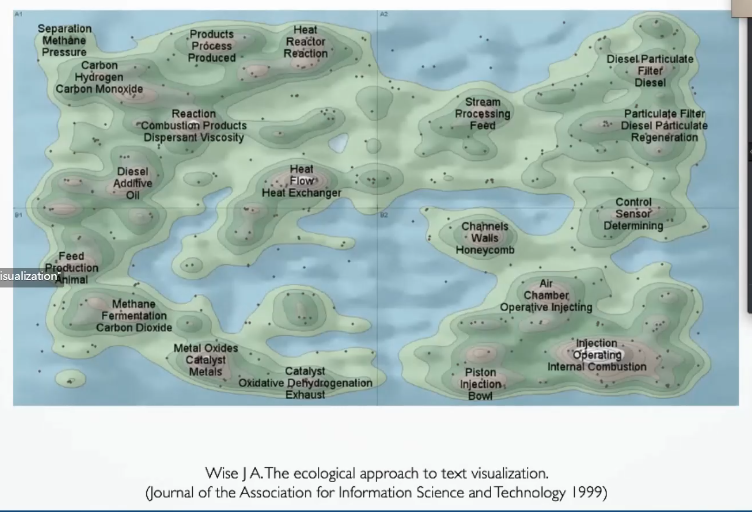 A1
A2
Separation
Methane
Pressure
Products
Process
Produced
Heat
Reactor
Reaction
Carbon
Hydrogen
Carbon Monoxide
Diesel Particulate
Filter
Diesel
Stream
Processing
Feed
Reaction
Combustion Products
Dispersant Viscosity
Particulate Filter
Diesel Particulate
Regeneration
Diesel
Additive
Oil
Heat
Flow
Heat Exchanger
Control
Sensor
Determining
B1
B2
Channels
Walls
Honeycomb
Feed
Production
Animal
isualization
Air
Chamber
Operative Injecting
Methane
Fermentation
Carbon Dioxide
Metal Oxides
Catalyst
Metals
Injection
Operating
Internal Combustion
Catalyst
Oxidative Dehydrogenation
Exhaust
Piston
Injection
Bowl
Wise J A. The ecological approach to text visualization.
(Journal of the Association for Information Science and Technology 1999)